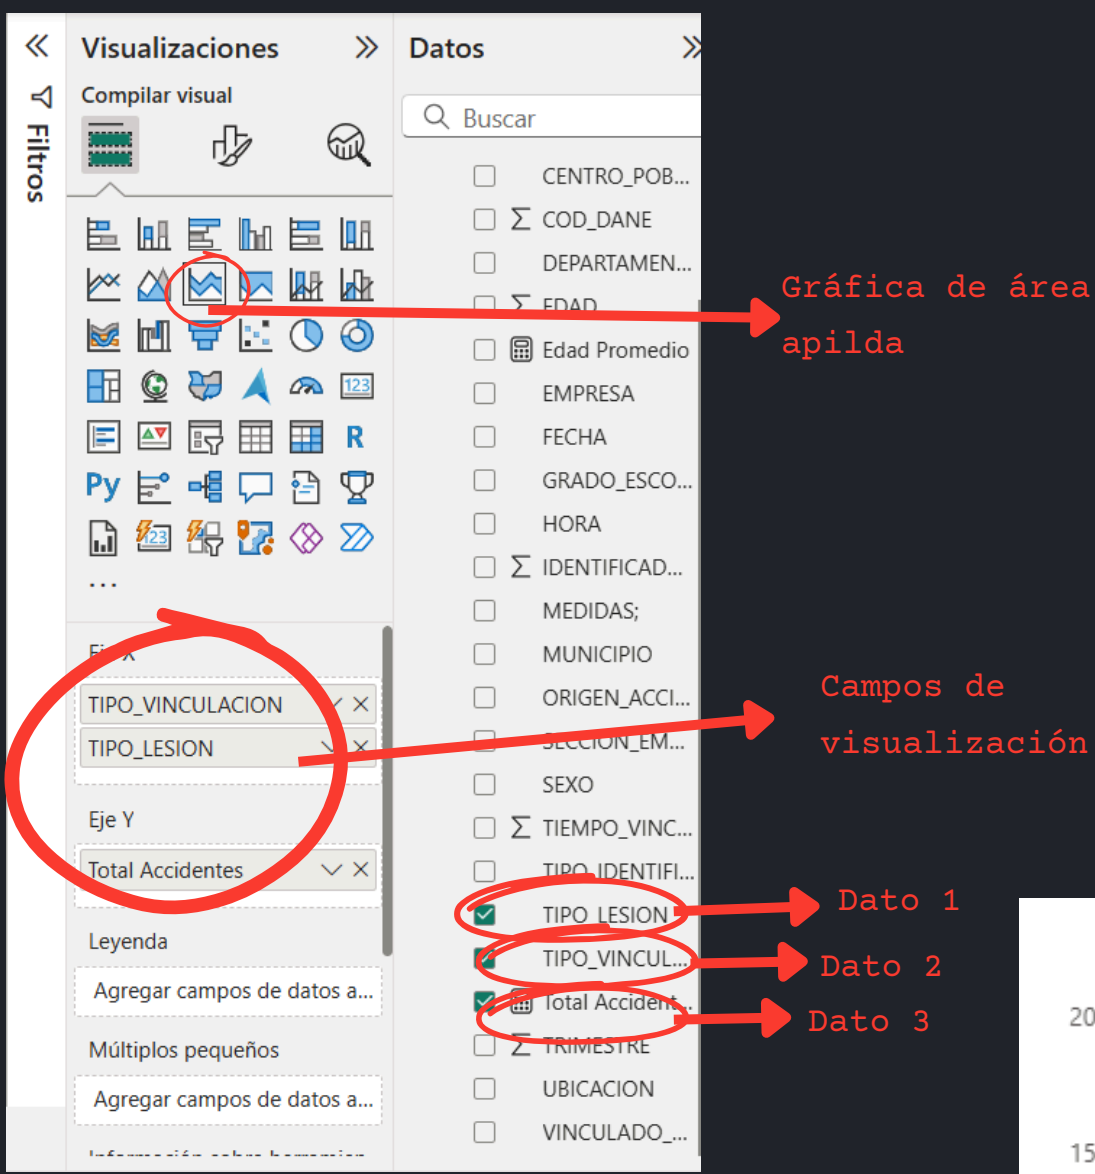 Filtros
Visualizaciones
Compilar visual
123
R
Py
123
...
Eje X
TIPO_VINCULACION
TIPO_LESION
Eje Y
Total Accidentes
Leyenda
Agregar campos de datos a...
Múltiplos pequeños
Agregar campos de datos a...
Datos
Buscar
CENTRO_POB...
Σ COD_DANE
DEPARTAMEN...
Σ EDAD
Edad Promedio
EMPRESA
FECHA
GRADO_ESCO...
HORA
Σ IDENTIFICAD...
MEDIDAS;
MUNICIPIO
ORIGEN_ACCI...
SECCION_EM...
SEXO
Σ TIEMPO_VINC...
TIPO_IDENTIFI...
TIPO_LESION
TIPO_VINCUL...
Total Accident...
Σ TRIMESTRE
UBICACION
VINCULADO_...
Gráfica de área
apilda
Campos de
visualización
Dato 1
Dato 2
Dato 3
20
15